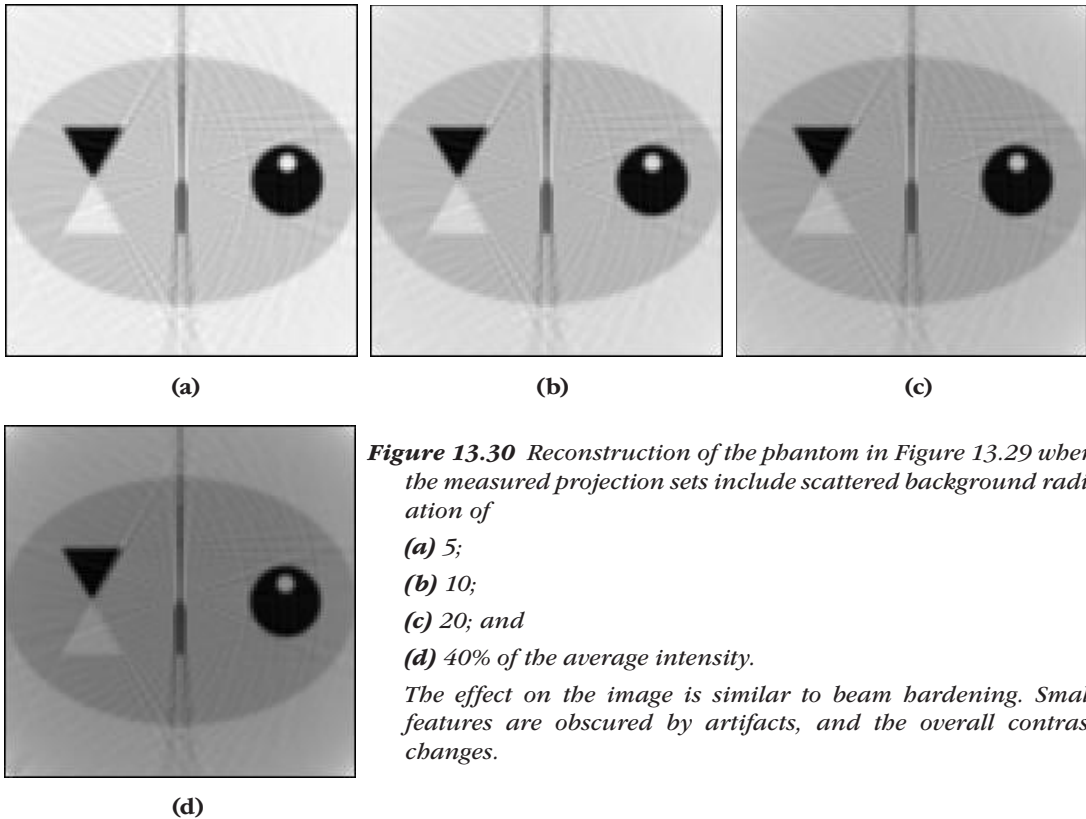 (a)
(b)
(c)
Figure 13.30 Reconstruction of the phantom in Figure 13.29 when
the measured projection sets include scattered background radi
ation of
(a) 5;
(b) 10;
(c) 20; and
(d) 40% of the average intensity.
The effect on the image is similar to beam hardening. Smal
features are obscured by artifacts, and the overall contras
changes.
(d)